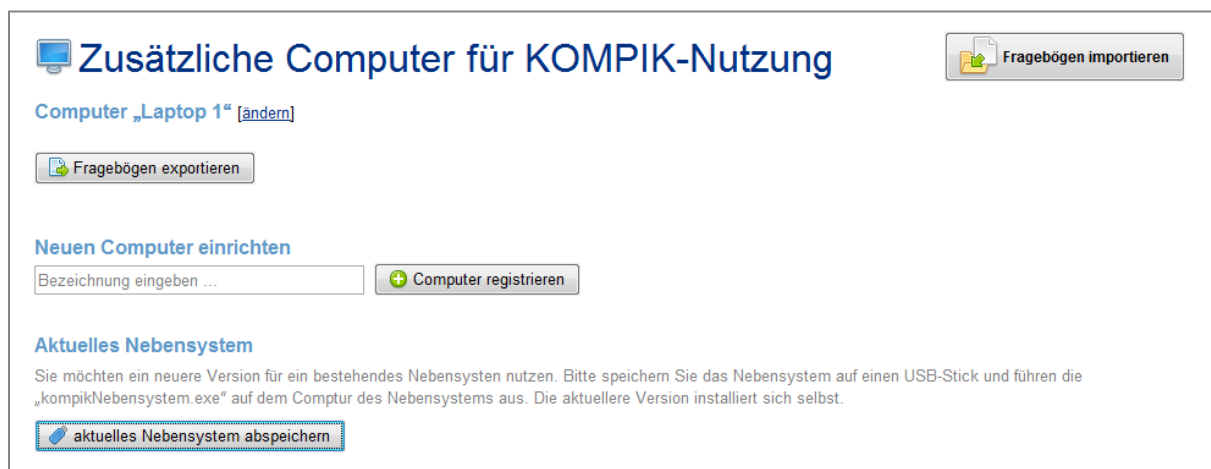 Zusätzliche Computer für KOMPIK-Nutzung
Fragebögen importieren
Computer „Laptop 1“ [ändern]
Fragebögen exportieren
Neuen Computer einrichten
Bezeichnung eingeben ...
Computer registrieren
Aktuelles Nebensystem
Sie möchten ein neuere Version für ein bestehendes Nebensysten nutzen. Bitte speichern Sie das Nebensystem auf einen USB-Stick und führen die
„kompikNebensystem.exe“ auf dem Comptur des Nebensystems aus. Die aktuellere Version installiert sich selbst.
aktuelles Nebensystem abspeichern